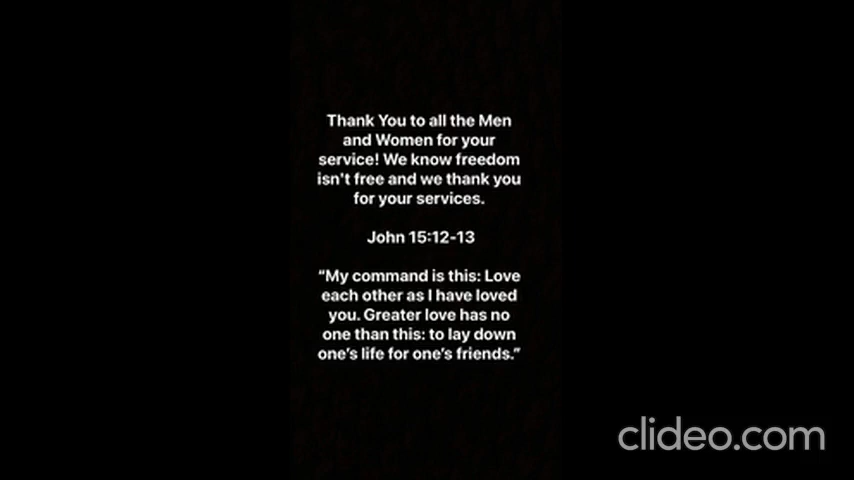 Thank You to all the Men
and Women for your
service! We know freedom
isn't free and we thank you
for your services.
John 15:12-13
“My command is this: Love
each other as I have loved
you. Greater love has no
one than this: to lay down
one’s life for one’s friends.”
clideo.com